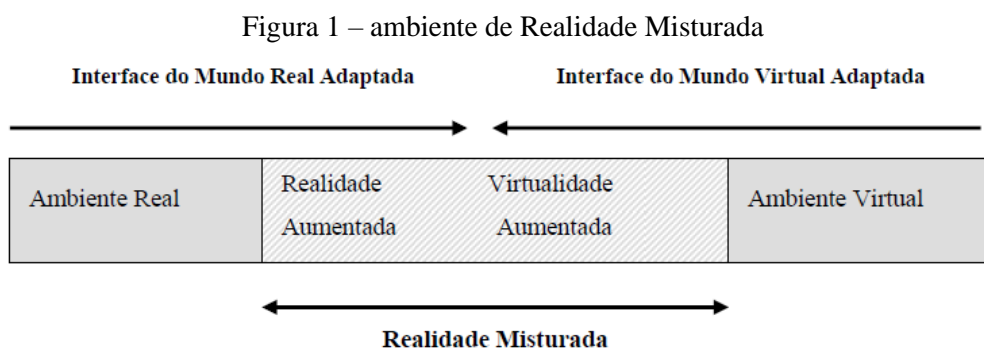 Figura 1 – ambiente de Realidade Misturada
Interface do Mundo Real Adaptada
Interface do Mundo Virtual Adaptada
Ambiente Real
Realidade
Aumentada
Virtualidade
Aumentada
Ambiente Virtual
Realidade Misturada